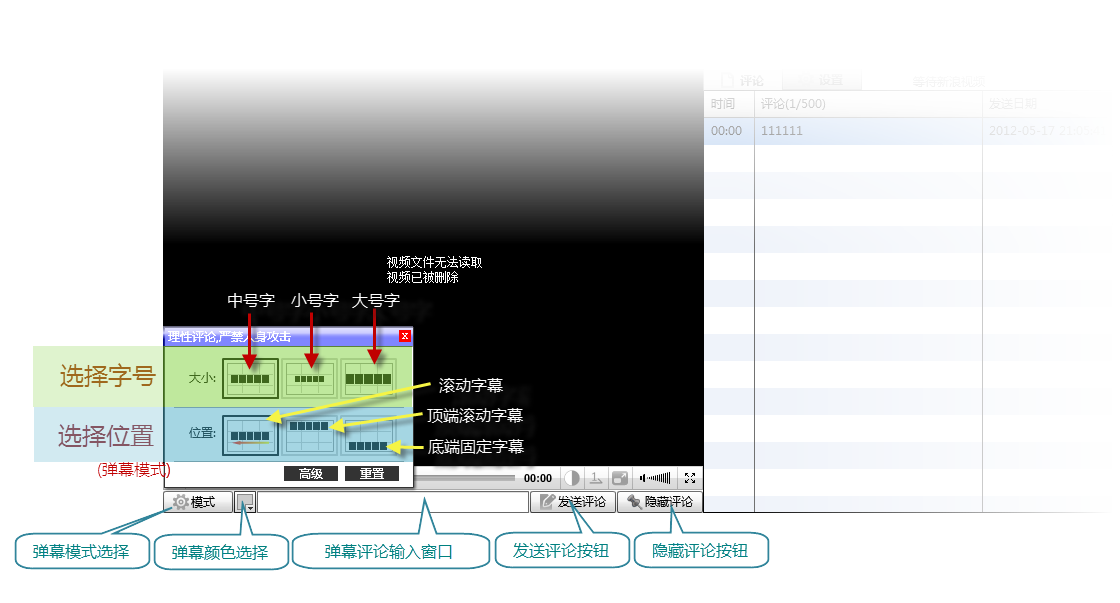 评论
设置
时间
评论(1/500)
发送日期
00:00
111111
视频文件无法读取
视频已被删除
中号字
小号字
大号字
理性评论,严禁人身攻击
选择字号
大小:
滚动字幕
选择位置
位置:
顶端滚动字幕
底端固定字幕
(弹幕模式)
高级
重置
00:00
模式
发送评论
隐藏评论
弹幕模式选择
弹幕颜色选择
弹幕评论输入窗口
发送评论按钮
隐藏评论按钮